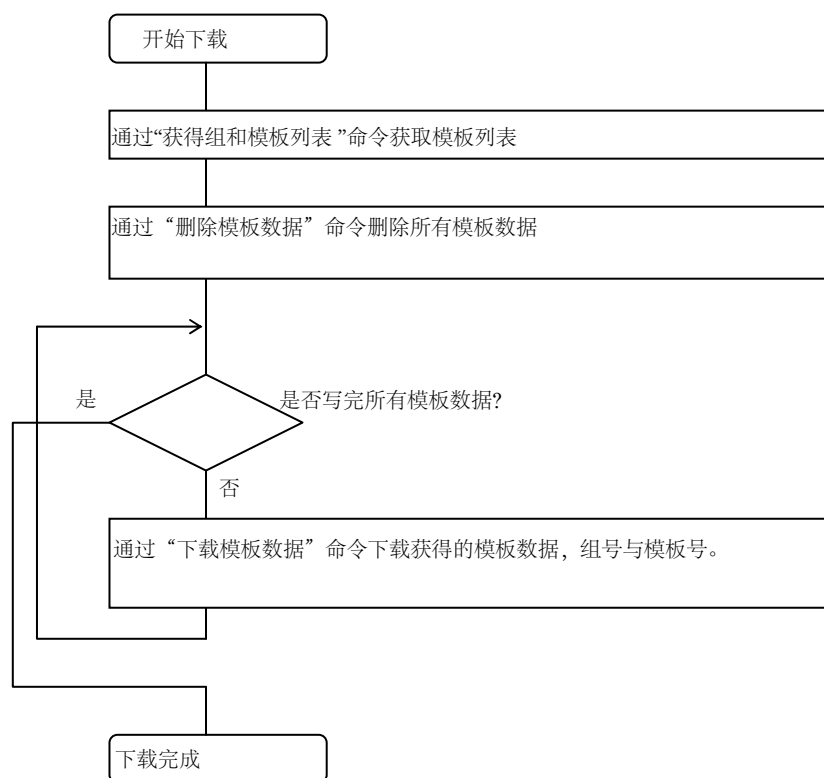 开始下载
通过“获得组和模板列表 ”命令获取模板列表
通过“删除模板数据”命令删除所有模板数据
是
是否写完所有模板数据?
否
通过“下载模板数据”命令下载获得的模板数据，组号与模板号。
下载完成